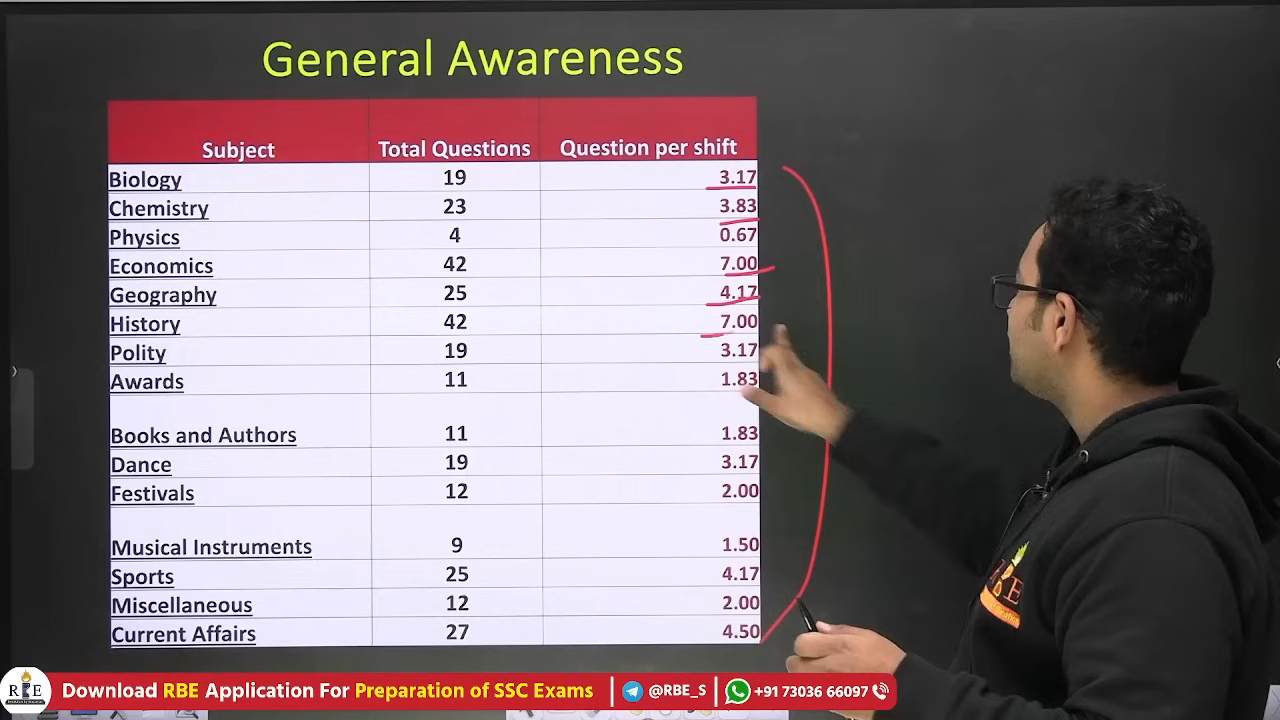 General Awareness
Subject Total Questions Question per shift
Biology 19 3.17
Chemistry 23 3.83
Physics 4 0.67
Economics 42 7.00
Geography 25 4.17
History 42 7.00
Polity 19 3.17
Awards 11 1.83
Books and Authors 11 1.83
Dance 19 3.17
Festivals 12 2.00
Musical Instruments 9 1.50
Sports 25 4.17
Miscellaneous 12 2.00
Current Affairs 27 4.50
RBE
Download RBE Application For Preparation of SSC Exams @RBE_S +91 73036 66097